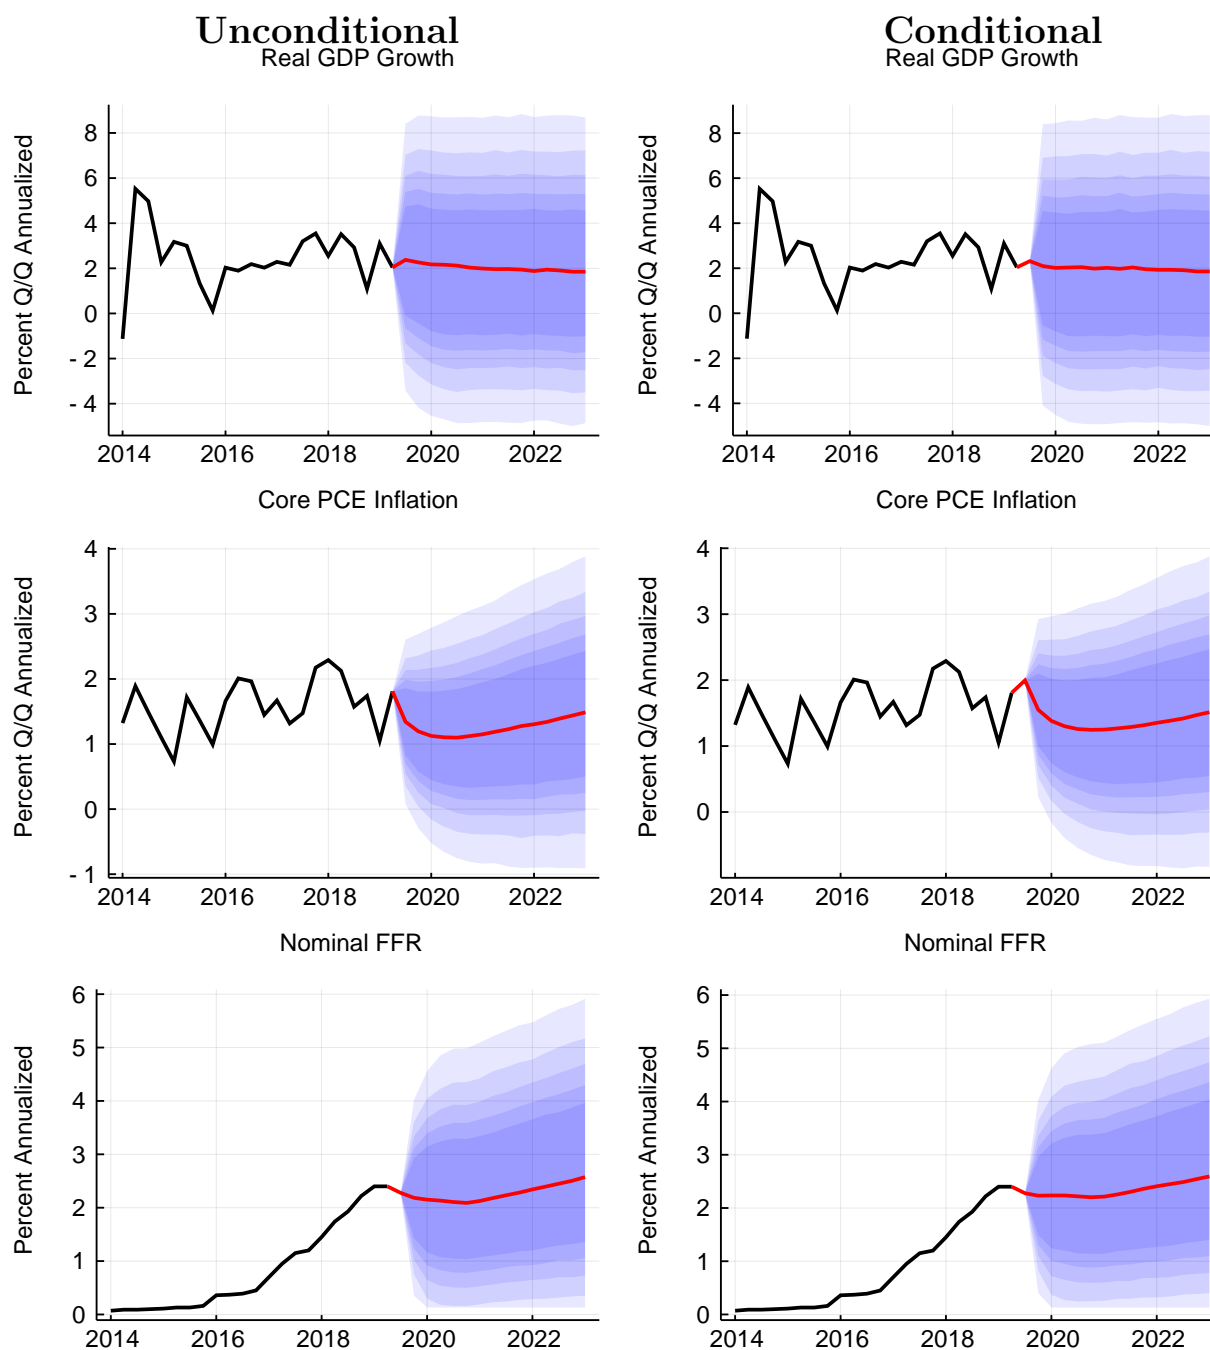 Unconditional
Real GDP Growth
Percent Q/Q Annualized
8
6
4
2
0
- 2
- 4
2014 2016 2018 2020 2022
Conditional
Real GDP Growth
Percent Q/Q Annualized
8
6
4
2
0
- 2
- 4
2014 2016 2018 2020 2022
Core PCE Inflation
Percent Q/Q Annualized
4
3
2
1
0
- 1
2014 2016 2018 2020 2022
Core PCE Inflation
Percent Q/Q Annualized
4
3
2
1
0
2014 2016 2018 2020 2022
Nominal FFR
Percent Annualized
6
5
4
3
2
1
0
2014 2016 2018 2020 2022
Nominal FFR
Percent Annualized
6
5
4
3
2
1
0
2014 2016 2018 2020 2022